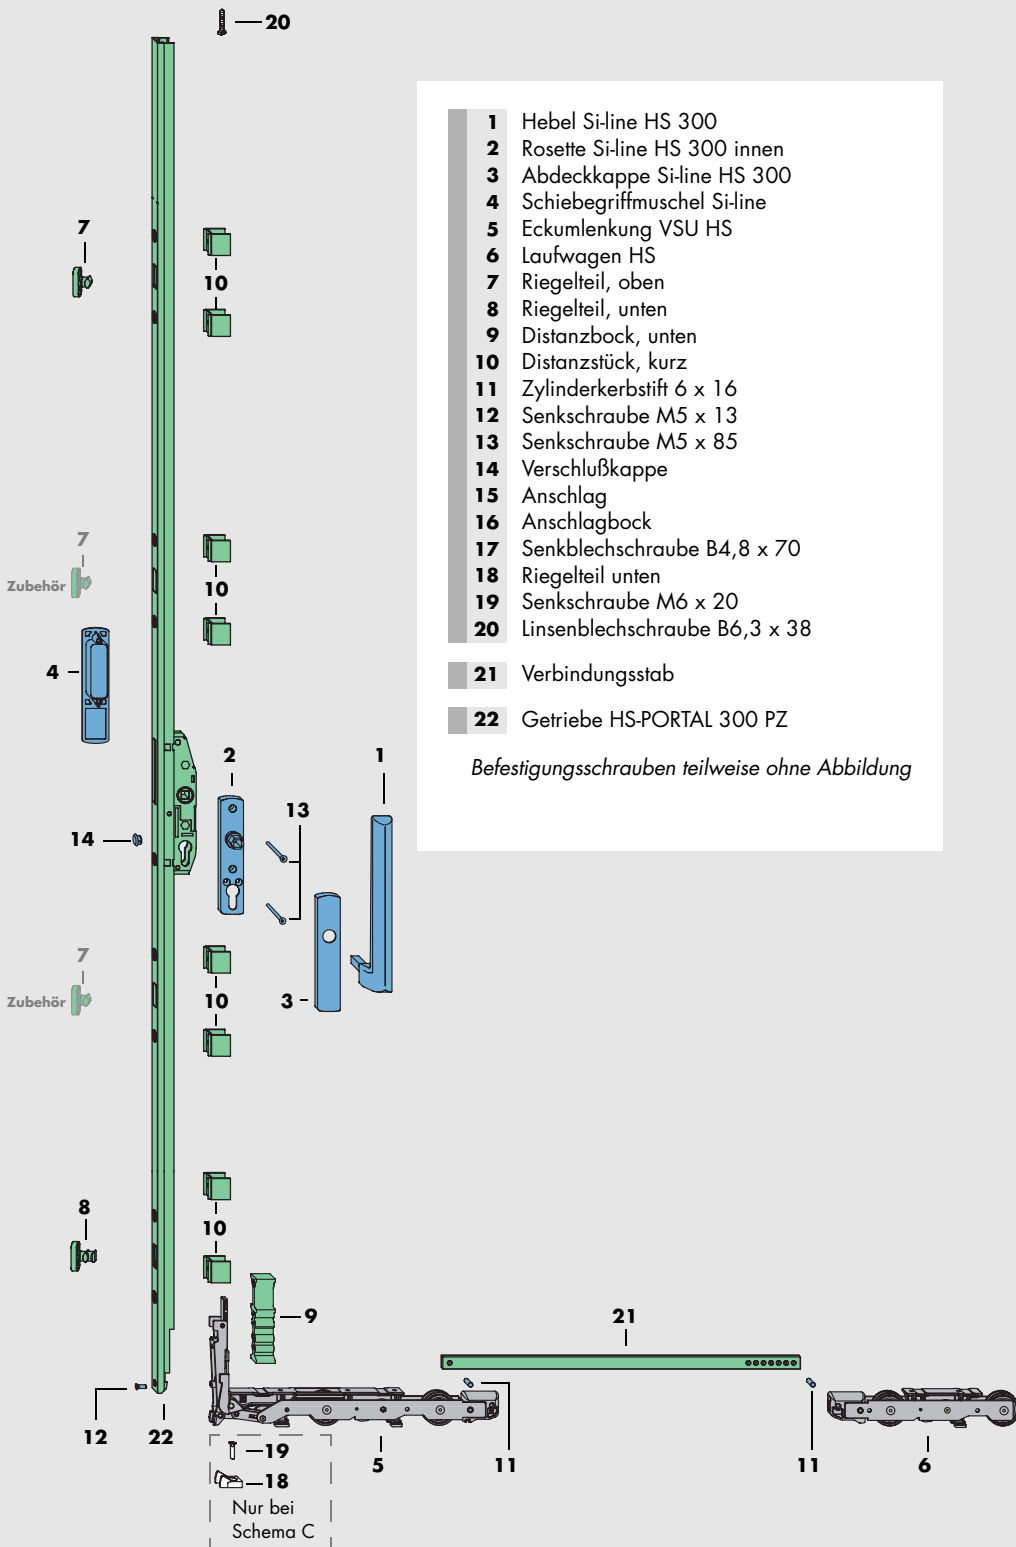 20
1 Hebel Si-line HS 300
2 Rosette Si-line HS 300 innen
3 Abdeckkappe Si-line HS 300
4 Schiebegriffmuschel Si-line
5 Eckumlenkung VSU HS
6 Laufwagen HS
7 Riegelteil, oben
8 Riegelteil, unten
9 Distanzbock, unten
10 Distanzstück, kurz
11 Zylinderkerbstift 6 x 16
12 Senkschraube M5 x 13
13 Senkschraube M5 x 85
14 Verschlußkappe
15 Anschlag
16 Anschlagbock
17 Senkblechschraube B4,8 x 70
18 Riegelteil unten
19 Senkschraube M6 x 20
20 Linsenblechschraube B6,3 x 38
21 Verbindungsstab
22 Getriebe HS-PORTAL 300 PZ
Befestigungsschrauben teilweise ohne Abbildung
7
10
7
Zubehör
10
4
2
1
13
14
7
Zubehör
10
3
8
10
9
21
12
22
19
5
11
11
6
18
Nur bei
Schema C